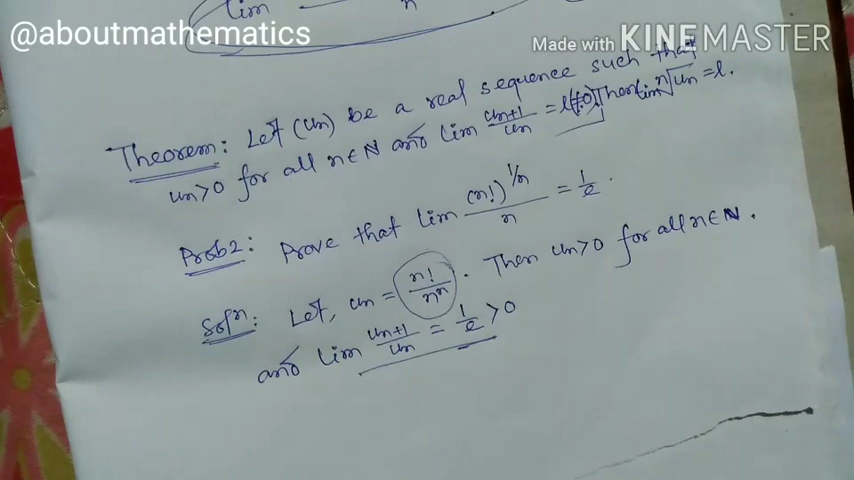 lim n
@aboutmathematics
Made with KINEMASTER
Theorem: Let (un) be a real sequence such that
un>0 for all n∈N and lim un+1/un = l(≠0). Then lim ⁿ√un = l.
Prob2: Prove that lim (n!)^1/n / n = 1/e.
Solⁿ: Let, un = n!/nⁿ. Then un>0 for all n∈N.
and lim un+1/un = 1/e >0